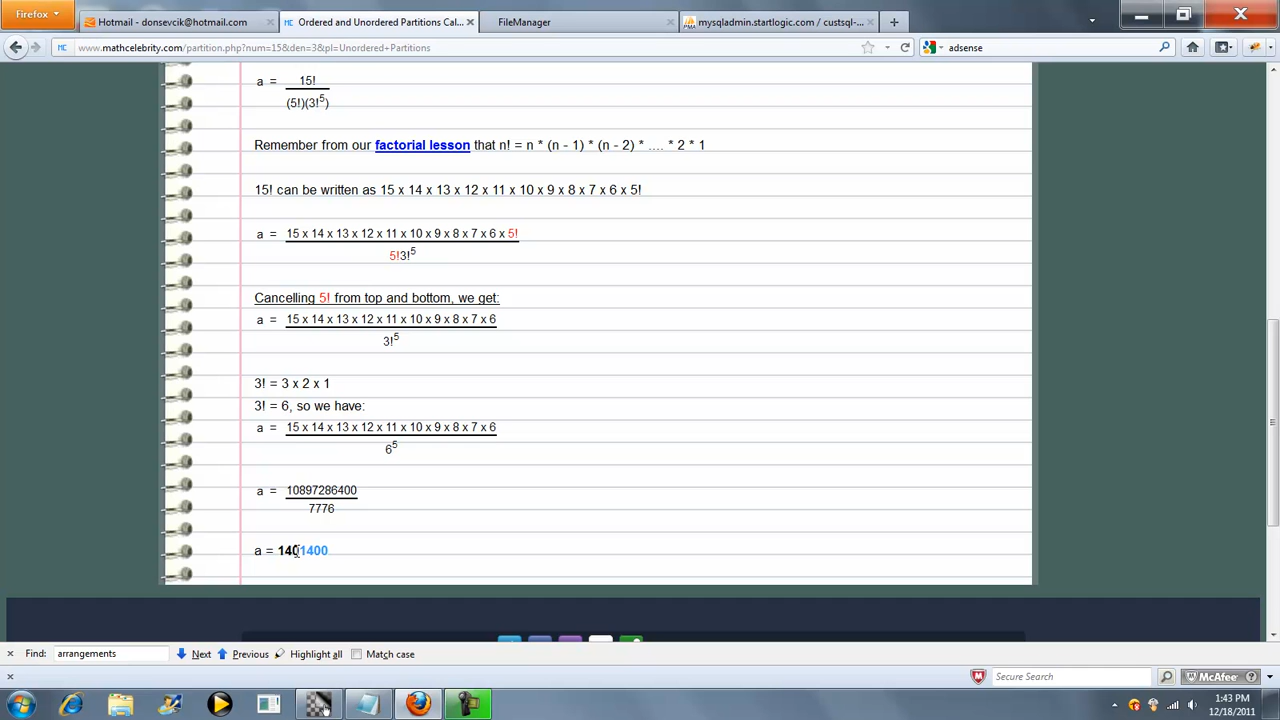 Firefox
Hotmail - donsevcik@hotmail.com
Ordered and Unordered Partitions Cal...
FileManager
mysqladmin.startlogic.com / custsql-...
www.mathcelebrity.com/partition.php?num=15&den=3&pl=Unordered+Partitions
adsense
a = 15!
(5!)(3!⁵)
Remember from our factorial lesson that n! = n * (n - 1) * (n - 2) * .... * 2 * 1
15! can be written as 15 x 14 x 13 x 12 x 11 x 10 x 9 x 8 x 7 x 6 x 5!
a = 15 x 14 x 13 x 12 x 11 x 10 x 9 x 8 x 7 x 6 x 5!
5!3!⁵
Cancelling 5! from top and bottom, we get:
a = 15 x 14 x 13 x 12 x 11 x 10 x 9 x 8 x 7 x 6
3!⁵
3! = 3 x 2 x 1
3! = 6, so we have:
a = 15 x 14 x 13 x 12 x 11 x 10 x 9 x 8 x 7 x 6
6⁵
a = 10897286400
7776
a = 1401400
Find: arrangements Next Previous Highlight all Match case
Secure Search McAfee
1:43 PM
12/18/2011